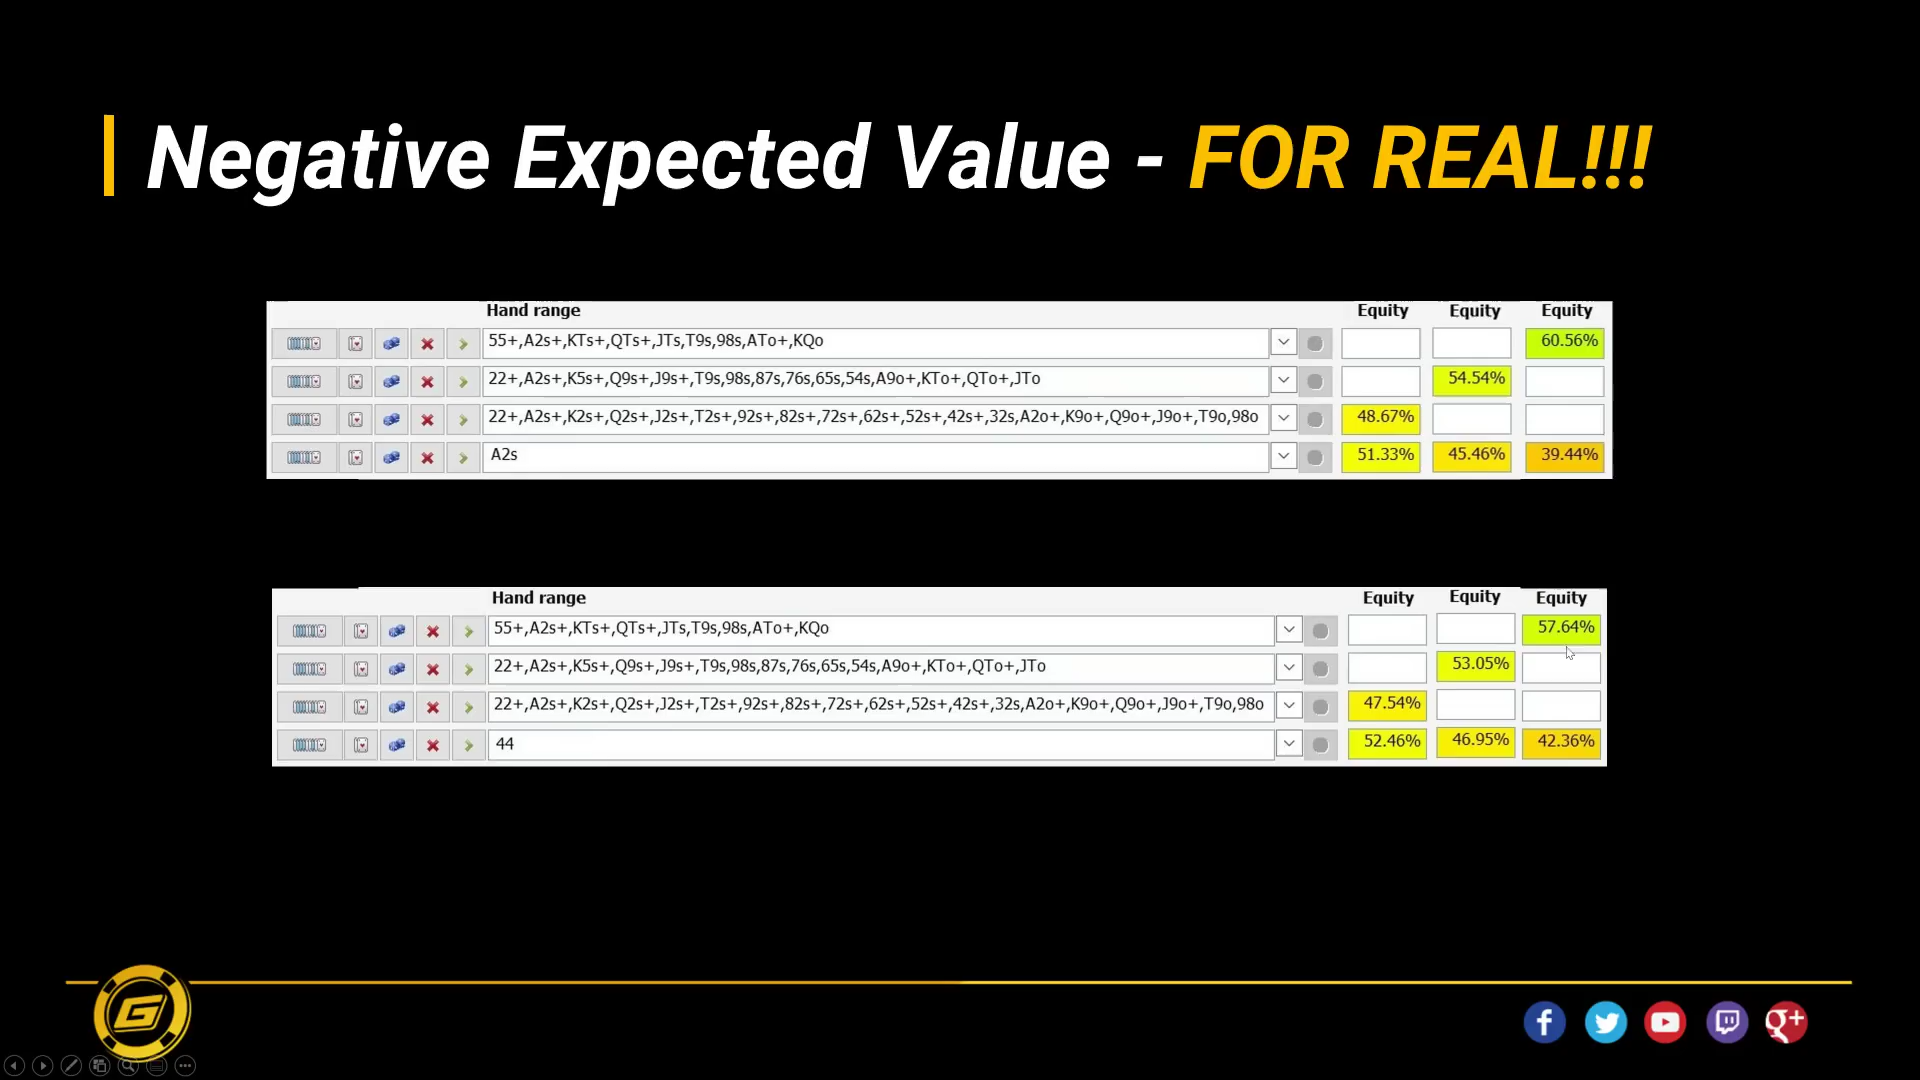 Negative Expected Value - FOR REAL!!!
Hand range Equity Equity Equity
55+,A2s+,KTs+,QTs+,JTs,T9s,98s,ATo+,KQo 60.56%
22+,A2s+,K5s+,Q9s+,J9s+,T9s,98s,87s,76s,65s,54s,A9o+,KTo+,QTo+,JTo 54.54%
22+,A2s+,K2s+,Q2s+,J2s+,T2s+,92s+,82s+,72s+,62s+,52s+,42s+,32s,A2o+,K9o+,Q9o+,J9o+,T9o,98o 48.67%
A2s 51.33% 45.46% 39.44%
Hand range Equity Equity Equity
55+,A2s+,KTs+,QTs+,JTs,T9s,98s,ATo+,KQo 57.64%
22+,A2s+,K5s+,Q9s+,J9s+,T9s,98s,87s,76s,65s,54s,A9o+,KTo+,QTo+,JTo 53.05%
22+,A2s+,K2s+,Q2s+,J2s+,T2s+,92s+,82s+,72s+,62s+,52s+,42s+,32s,A2o+,K9o+,Q9o+,J9o+,T9o,98o 47.54%
44 52.46% 46.95% 42.36%
G